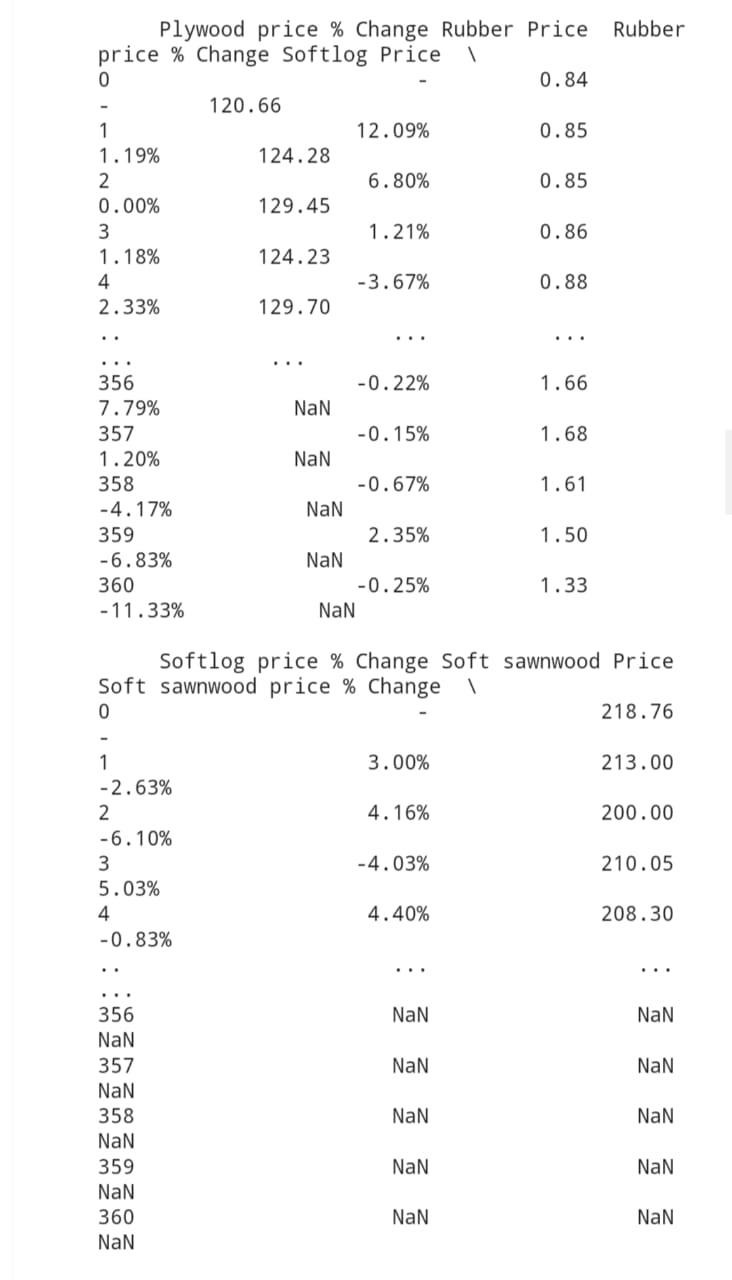 Plywood price % Change Rubber Price  Rubber
price % Change Softlog Price  \
0                          -         0.84
-        120.66
1                     12.09%         0.85
1.19%        124.28
2                      6.80%         0.85
0.00%        129.45
3                      1.21%         0.86
1.18%        124.23
4                     -3.67%         0.88
2.33%        129.70
..                       ...          ...
...            ...
356                   -0.22%         1.66
7.79%           NaN
357                   -0.15%         1.68
1.20%           NaN
358                   -0.67%         1.61
-4.17%           NaN
359                    2.35%         1.50
-6.83%           NaN
360                   -0.25%         1.33
-11.33%           NaN
Softlog price % Change Soft sawnwood Price
Soft sawnwood price % Change  \
0                          -              218.76
-
1                      3.00%              213.00
-2.63%
2                      4.16%              200.00
-6.10%
3                     -4.03%              210.05
5.03%
4                      4.40%              208.30
-0.83%
..                       ...                 ...
...
356                      NaN                 NaN
NaN
357                      NaN                 NaN
NaN
358                      NaN                 NaN
NaN
359                      NaN                 NaN
NaN
360                      NaN                 NaN
NaN